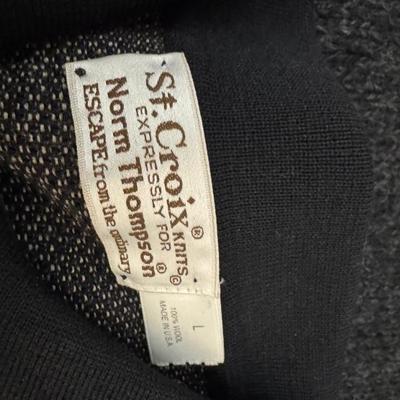 St. Croix®
KNITS©
EXPRESSLY FOR
Norm Thompson®
ESCAPE from the ordinary
L
100% WOOL
MADE IN USA